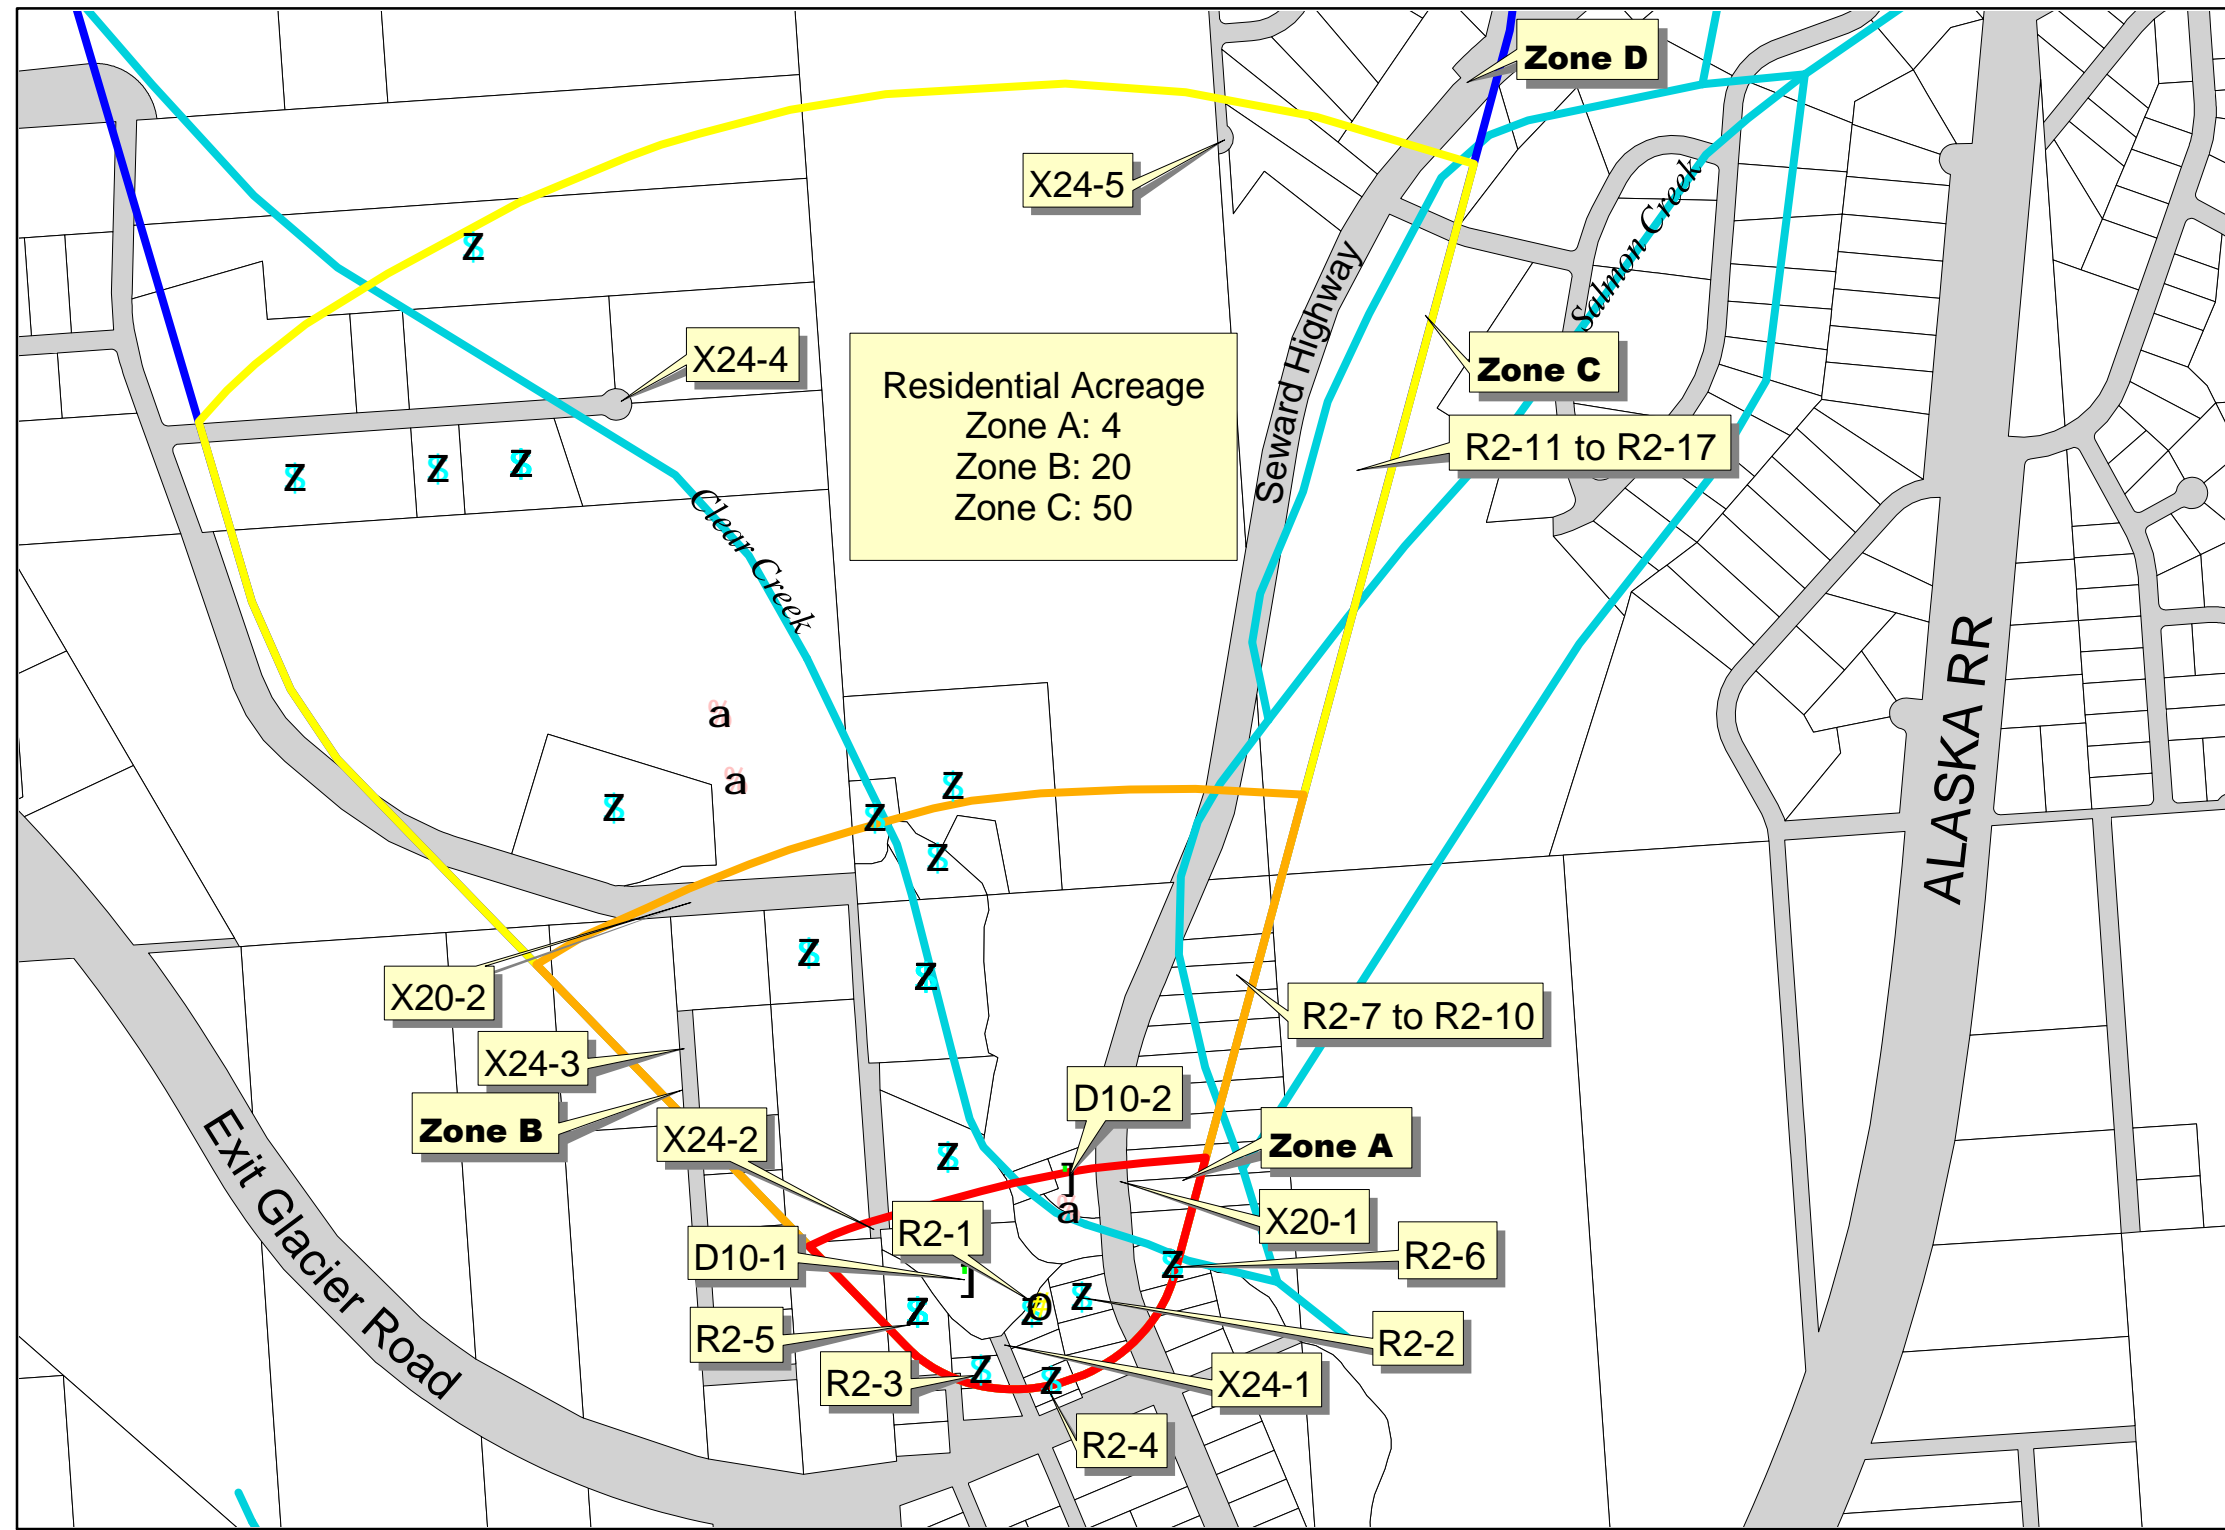 Zone D
X24-5
Salmon Creek
Seward Highway
X24-4
Zone C
Residential Acreage
Zone A: 4
Zone B: 20
Zone C: 50
R2-11 to R2-17
Clear Creek
ALASKA RR
X20-2
R2-7 to R2-10
X24-3
Zone B
D10-2
X24-2
Zone A
Exit Glacier Road
R2-1
X20-1
D10-1
R2-6
R2-5
R2-2
R2-3
X24-1
R2-4
Z
Z
Z
Z
a
a
Z
Z
Z
Z
Z
Z
Z
]
a
Z
]
Z
Z
Z
O
Z
Z